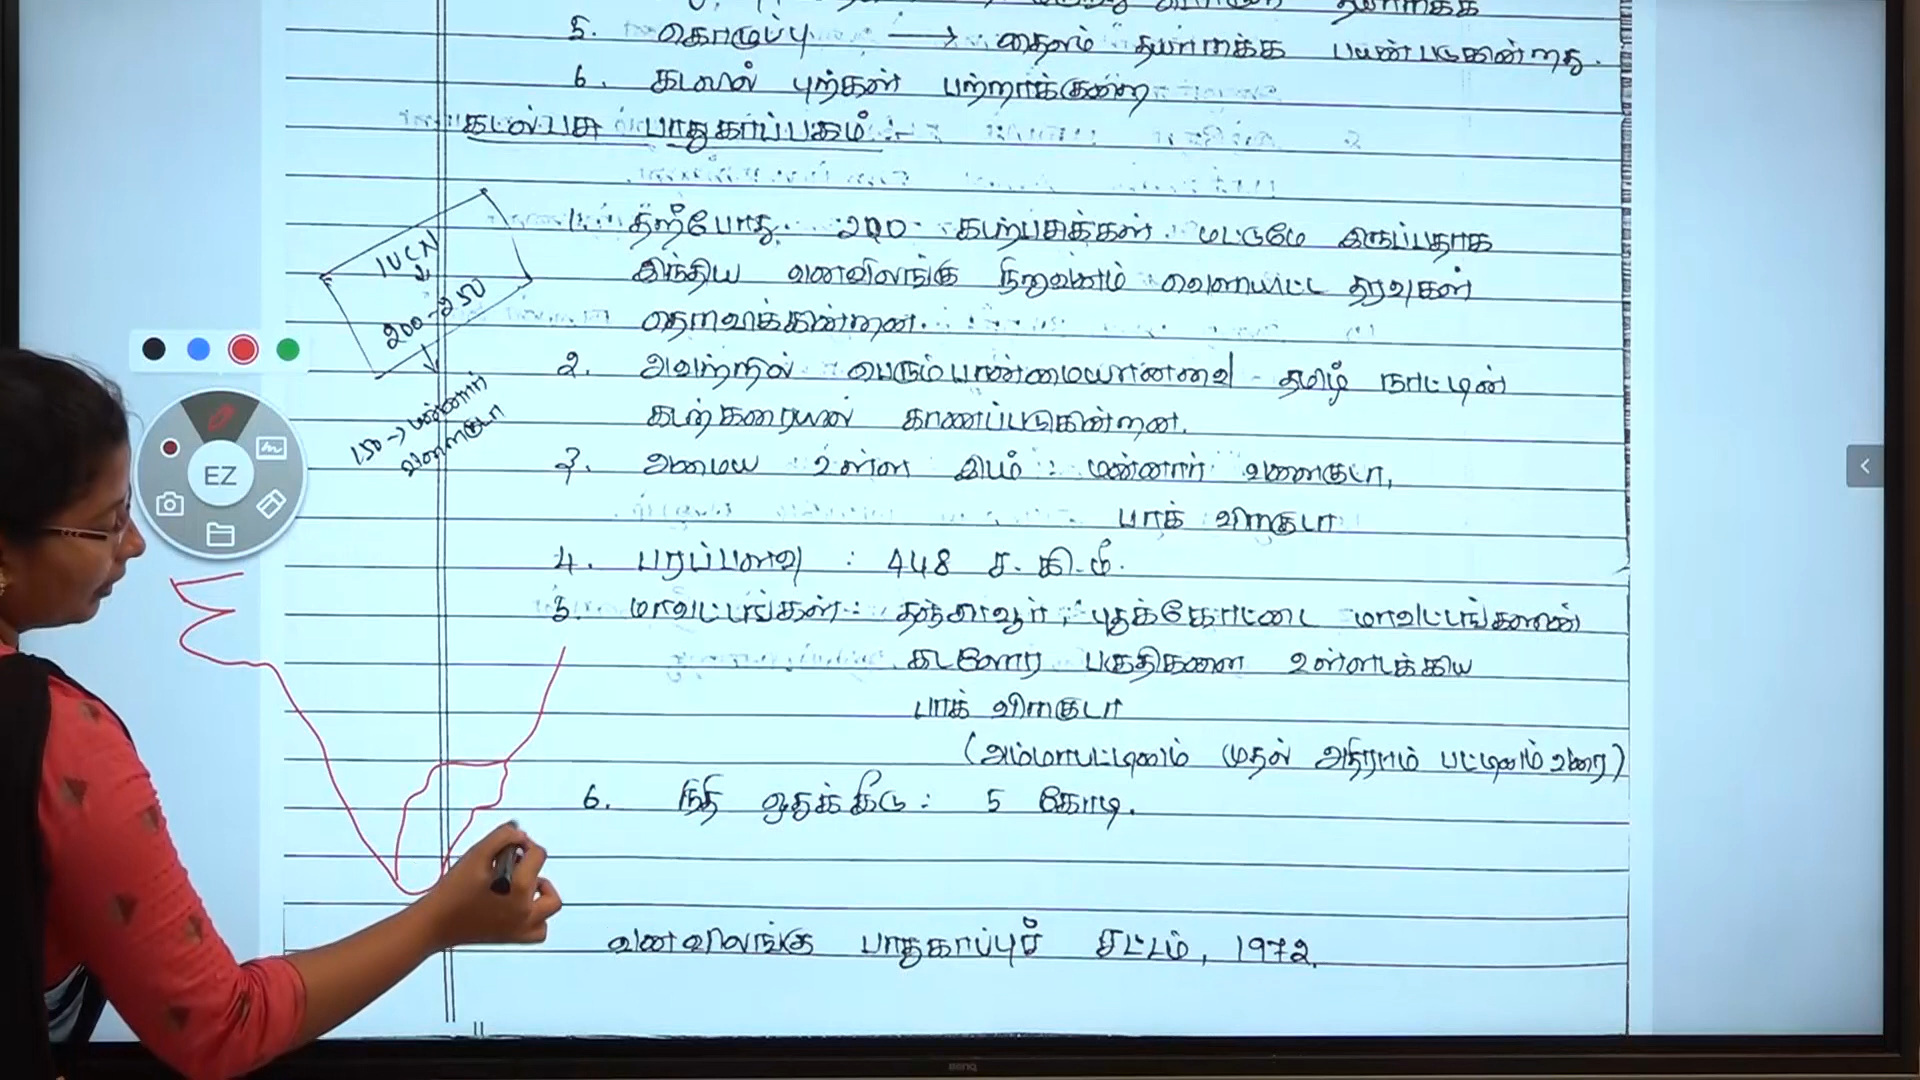 5. கொழுப்பு → தைலம் தயாரிக்க பயன்படுகின்றது.
6. கடலில் புற்கள் பற்றாக்குறை
கடல்பசு பாதுகாப்பகம் :-
1. தற்போது 200 கடற்பசுக்கள் மட்டுமே இருப்பதாக
இந்திய வனவிலங்கு நிறுவனம் வெளியிட்ட தரவுகள்
தெரிவிக்கின்றன.
IUCN
200-250
150 → மன்னார்
வளைகுடா
2. அவற்றில் பெரும்பான்மையானவை தமிழ் நாட்டின்
கடற்கரையில் காணப்படுகின்றன.
3. அமைய உள்ள இடம் : மன்னார் வளைகுடா,
பாக் விரிகுடா
4. பரப்பளவு : 448 ச.கி.மீ.
5. மாவட்டங்கள் : தஞ்சாவூர், புதுக்கோட்டை மாவட்டங்களின்
கடலோர பகுதிகளை உள்ளடக்கிய
பாக் விரிகுடா
(அம்மாபட்டினம் முதல் அதிராம் பட்டினம் வரை)
6. நிதி ஒதுக்கீடு : 5 கோடி.
வனவிலங்கு பாதுகாப்புச் சட்டம், 1972.
EZ
BenQ